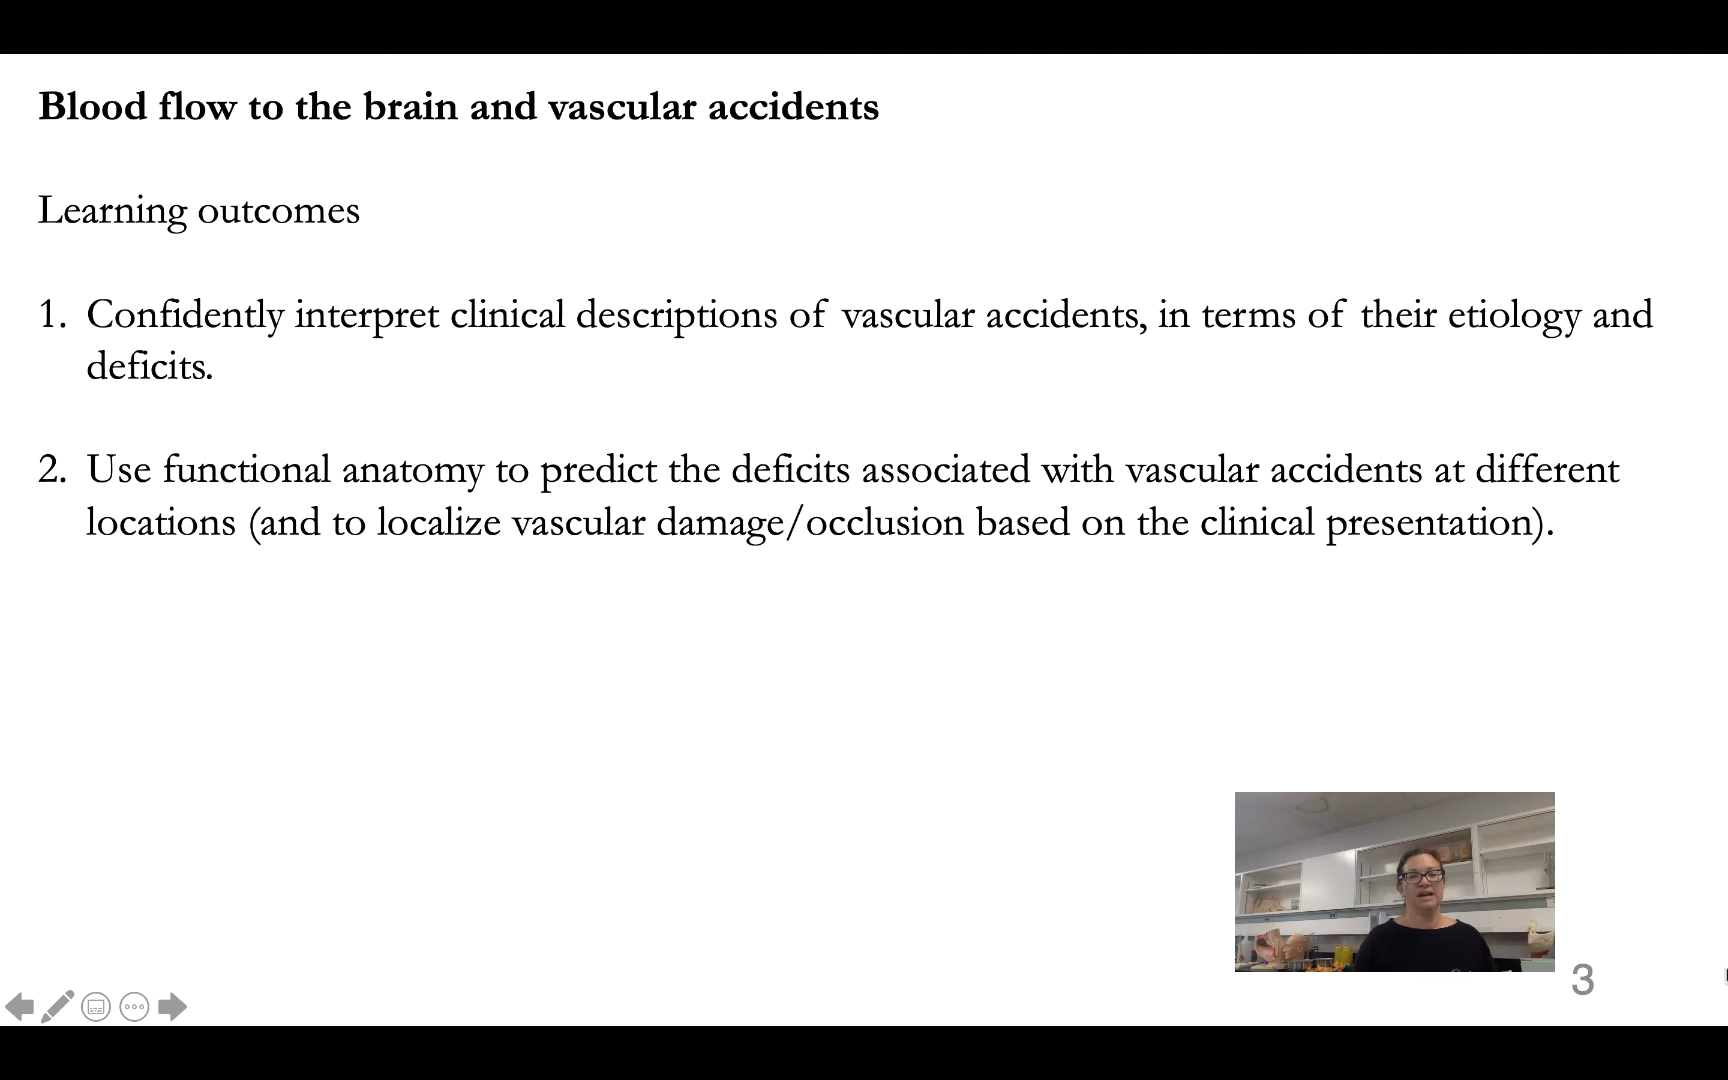 Blood flow to the brain and vascular accidents
Learning outcomes
1. Confidently interpret clinical descriptions of vascular accidents, in terms of their etiology and
deficits.
2. Use functional anatomy to predict the deficits associated with vascular accidents at different
locations (and to localize vascular damage/occlusion based on the clinical presentation).
3